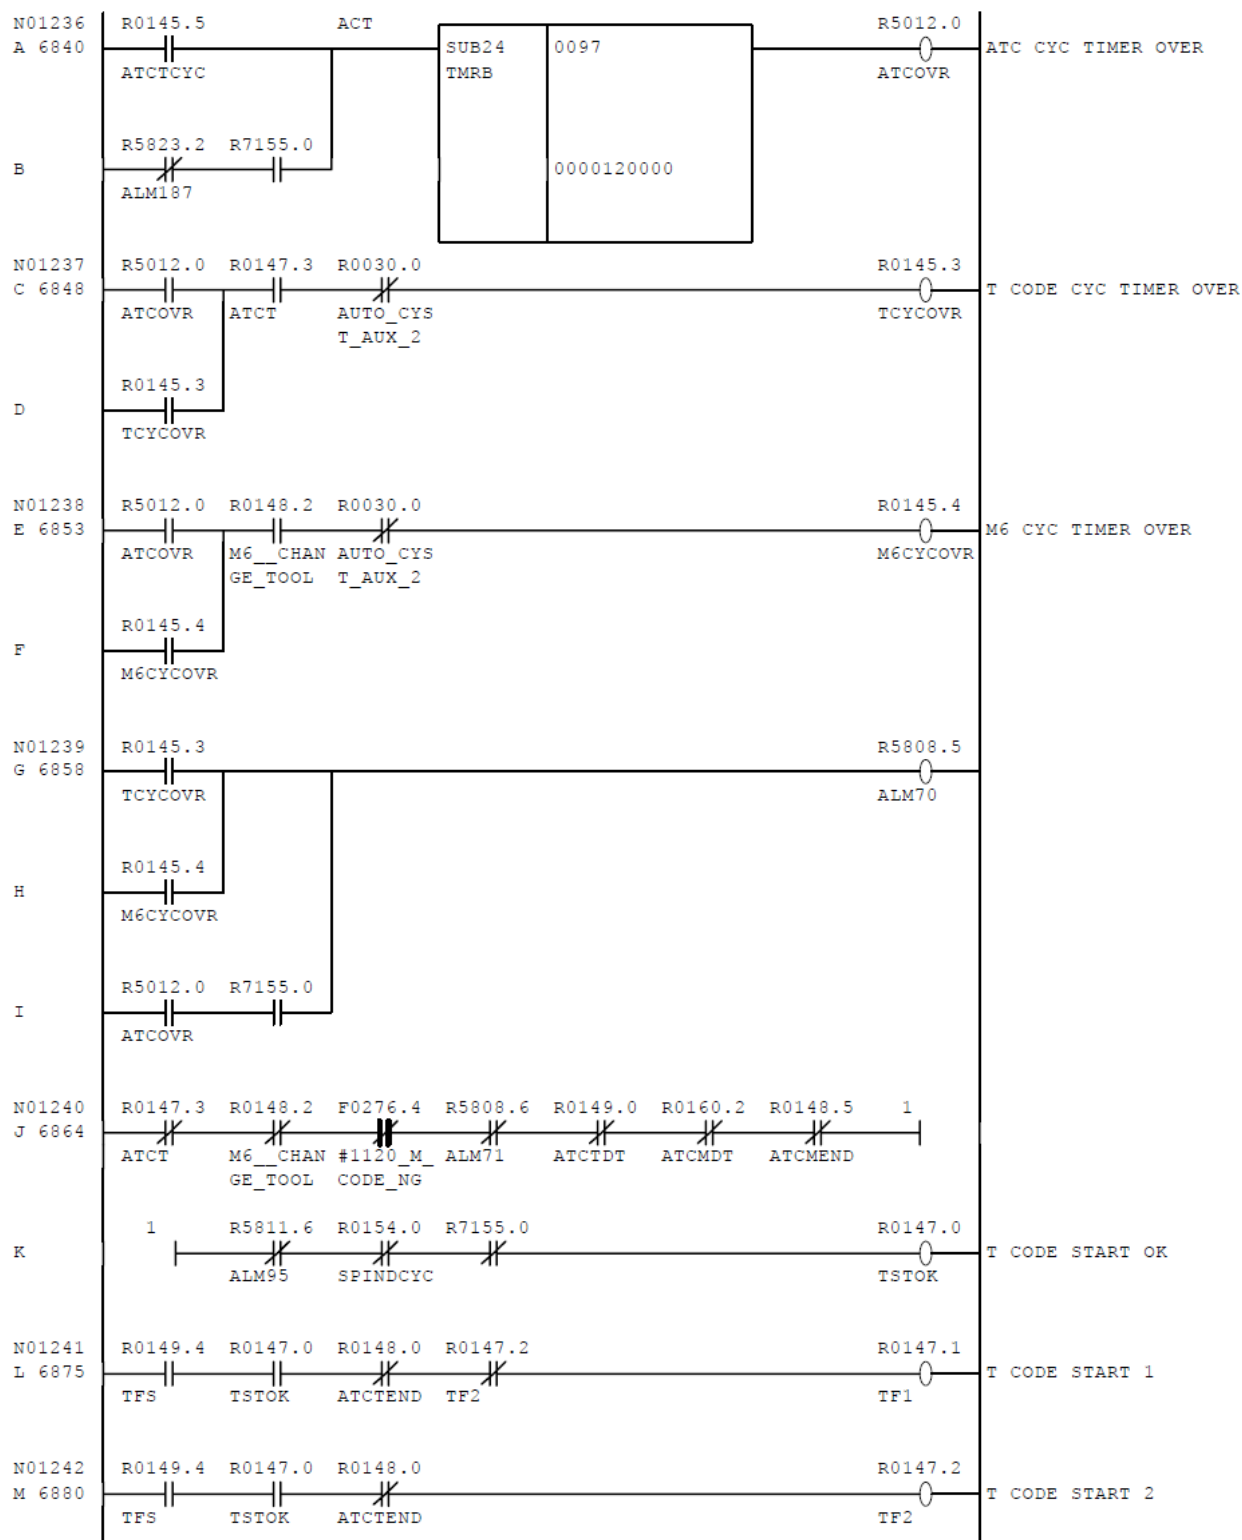 N01236 R0145.5 ACT R5012.0
A 6840 SUB24 0097 ATC CYC TIMER OVER
ATCTCYC TMRB ATCOVR
R5823.2 R7155.0
B 0000120000
ALM187
N01237 R5012.0 R0147.3 R0030.0 R0145.3
C 6848 T CODE CYC TIMER OVER
ATCOVR ATCT AUTO_CYS TCYCOVR
T_AUX_2
R0145.3
D
TCYCOVR
N01238 R5012.0 R0148.2 R0030.0 R0145.4
E 6853 M6 CYC TIMER OVER
ATCOVR M6__CHAN AUTO_CYS M6CYCOVR
GE_TOOL T_AUX_2
R0145.4
F
M6CYCOVR
N01239 R0145.3 R5808.5
G 6858
TCYCOVR ALM70
R0145.4
H
M6CYCOVR
R5012.0 R7155.0
I
ATCOVR
N01240 R0147.3 R0148.2 F0276.4 R5808.6 R0149.0 R0160.2 R0148.5 1
J 6864
ATCT M6__CHAN #1120_M_ ALM71 ATCTDT ATCMDT ATCMEND
GE_TOOL CODE_NG
1 R5811.6 R0154.0 R7155.0 R0147.0
K T CODE START OK
ALM95 SPINDCYC TSTOK
N01241 R0149.4 R0147.0 R0148.0 R0147.2 R0147.1
L 6875 T CODE START 1
TFS TSTOK ATCTEND TF2 TF1
N01242 R0149.4 R0147.0 R0148.0 R0147.2
M 6880 T CODE START 2
TFS TSTOK ATCTEND TF2